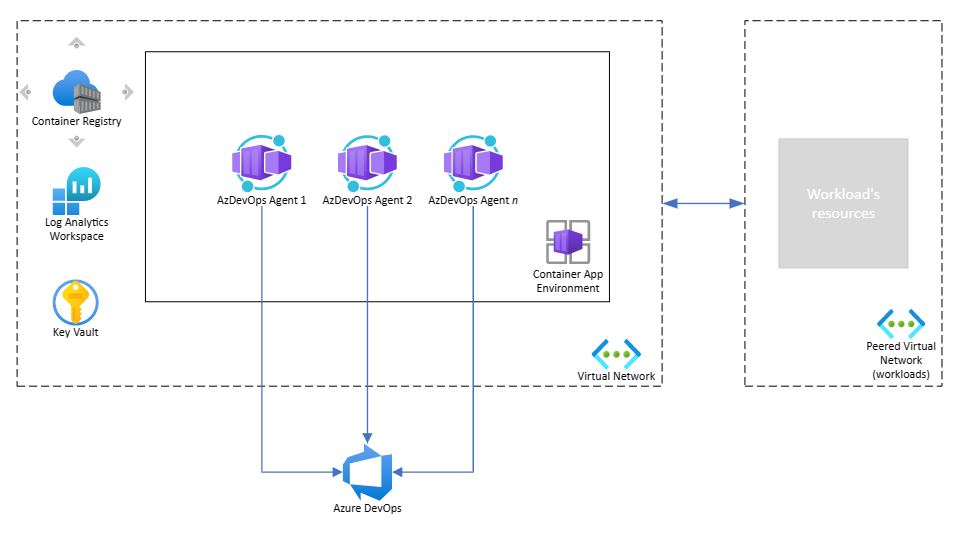 Container Registry
Log Analytics
Workspace
Key Vault
AzDevOps Agent 1
AzDevOps Agent 2
AzDevOps Agent n
Container App
Environment
Virtual Network
Azure DevOps
Workload's
resources
Peered Virtual
Network
(workloads)